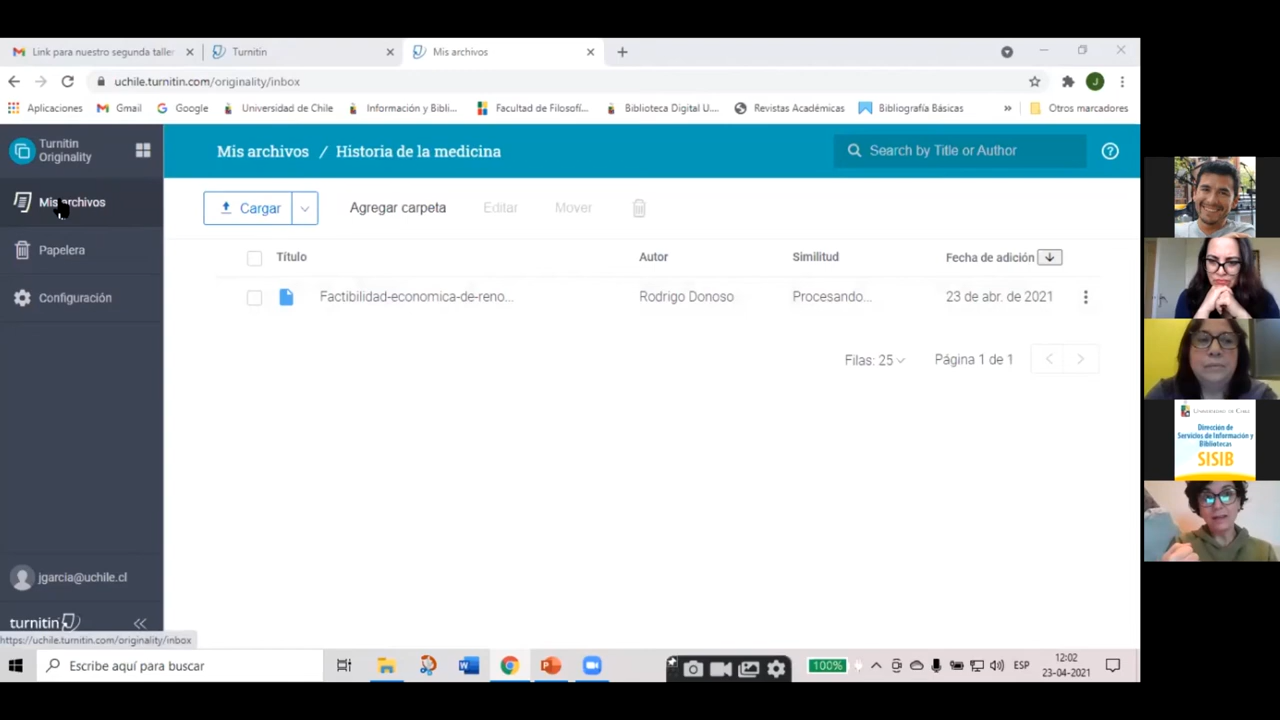 Link para nuestro segunda taller
Turnitin
Mis archivos
uchile.turnitin.com/originality/inbox
Aplicaciones
Gmail
Google
Universidad de Chile
Información y Bibli...
Facultad de Filosofí...
Biblioteca Digital U...
Revistas Académicas
Bibliografía Básicas
»
Otros marcadores
J
Turnitin
Originality
Mis archivos / Historia de la medicina
Search by Title or Author
Mis archivos
Papelera
Configuración
Cargar
Agregar carpeta
Editar
Mover
Título
Autor
Similitud
Fecha de adición
Factibilidad-economica-de-reno...
Rodrigo Donoso
Procesando...
23 de abr. de 2021
Filas: 25
Página 1 de 1
UNIVERSIDAD DE CHILE
Dirección de
Servicios de Información y
Bibliotecas
SISIB
jgarcia@uchile.cl
turnitin
https://uchile.turnitin.com/originality/inbox
Escribe aquí para buscar
100%
ESP
12:02
23-04-2021